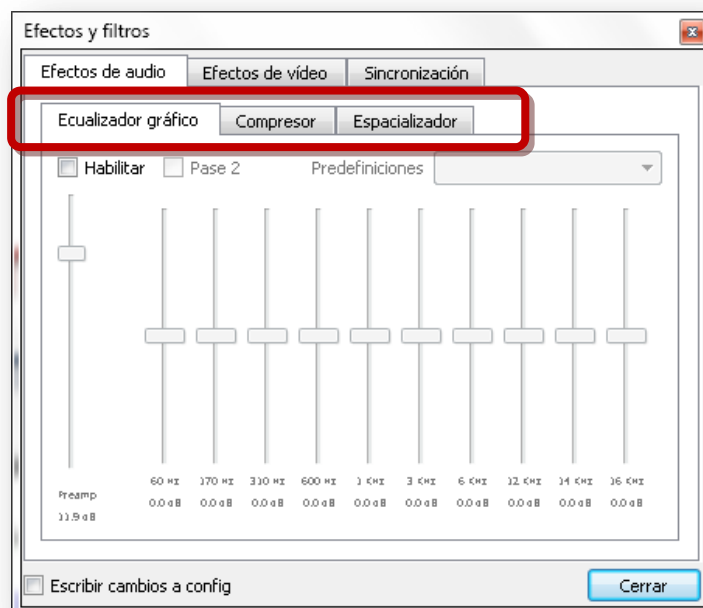 Efectos y filtros
Efectos de audio Efectos de vídeo Sincronización
Ecualizador gráfico Compresor Espacializador
Habilitar Pase 2 Predefiniciones
60 Hz 170 Hz 310 Hz 600 Hz 1 KHz 3 KHz 6 KHz 12 KHz 14 KHz 16 KHz
Preamp
0.0 dB 0.0 dB 0.0 dB 0.0 dB 0.0 dB 0.0 dB 0.0 dB 0.0 dB 0.0 dB 0.0 dB
11.9 dB
Escribir cambios a config Cerrar